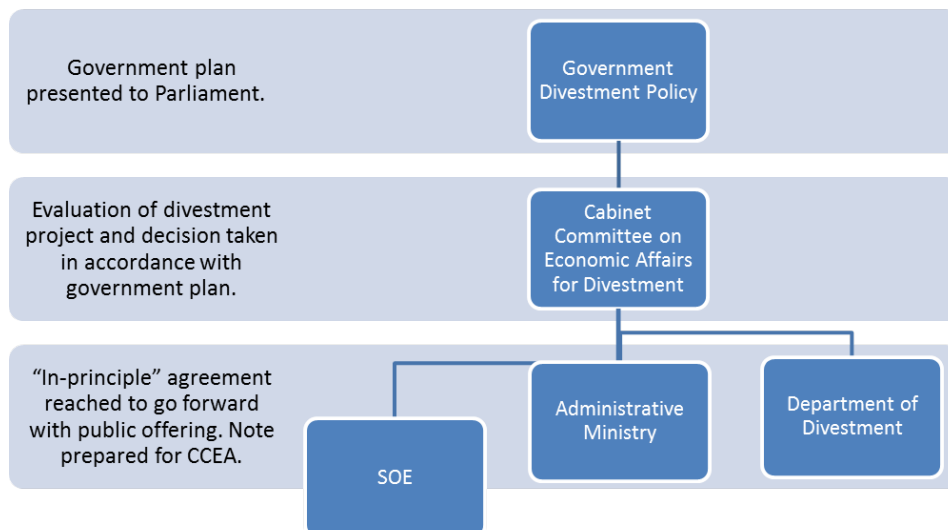 Government plan
presented to Parliament.
Government
Divestment Policy
Evaluation of divestment
project and decision taken
in accordance with
government plan.
Cabinet
Committee on
Economic Affairs
for Divestment
“In-principle” agreement
reached to go forward
with public offering. Note
prepared for CCEA.
SOE
Administrative
Ministry
Department of
Divestment